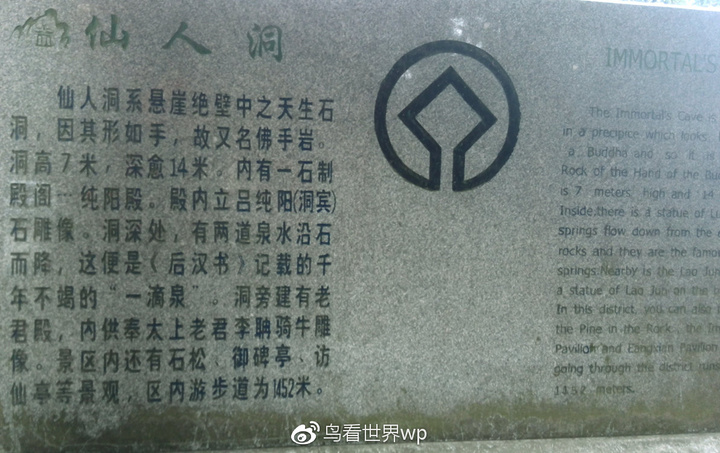 仙人洞
仙人洞系悬崖绝壁中之天生石
洞，因其形如手，故又名佛手岩。
洞高7米，深愈14米。内有一石制
殿阁—纯阳殿。殿内立吕纯阳(洞宾)
石雕像。洞深处，有两道泉水沿石
而降，这便是《后汉书》记载的千
年不竭的“一滴泉”。洞旁建有老
君殿，内供奉太上老君李聃骑牛雕
像。景区内还有石松、御碑亭、访
仙亭等景观，区内游步道为1452米。
IMMORTAL'S
The Immortal's Cave is
in a precipice which looks
a Buddha and so it is
Rock of the Hand of the Bu
is 7 meters high and 14
Inside,there is a statue of L
springs flow down from the
rocks and they are the famou
springs.Nearby is the Lao Jun
a statue of Lao Jun on the
In this district, you can also
the Pine in the Rock, the Im
Pavilion and Fangxian Pavilion
going through the district runs
1452 meters.
鸟看世界wp